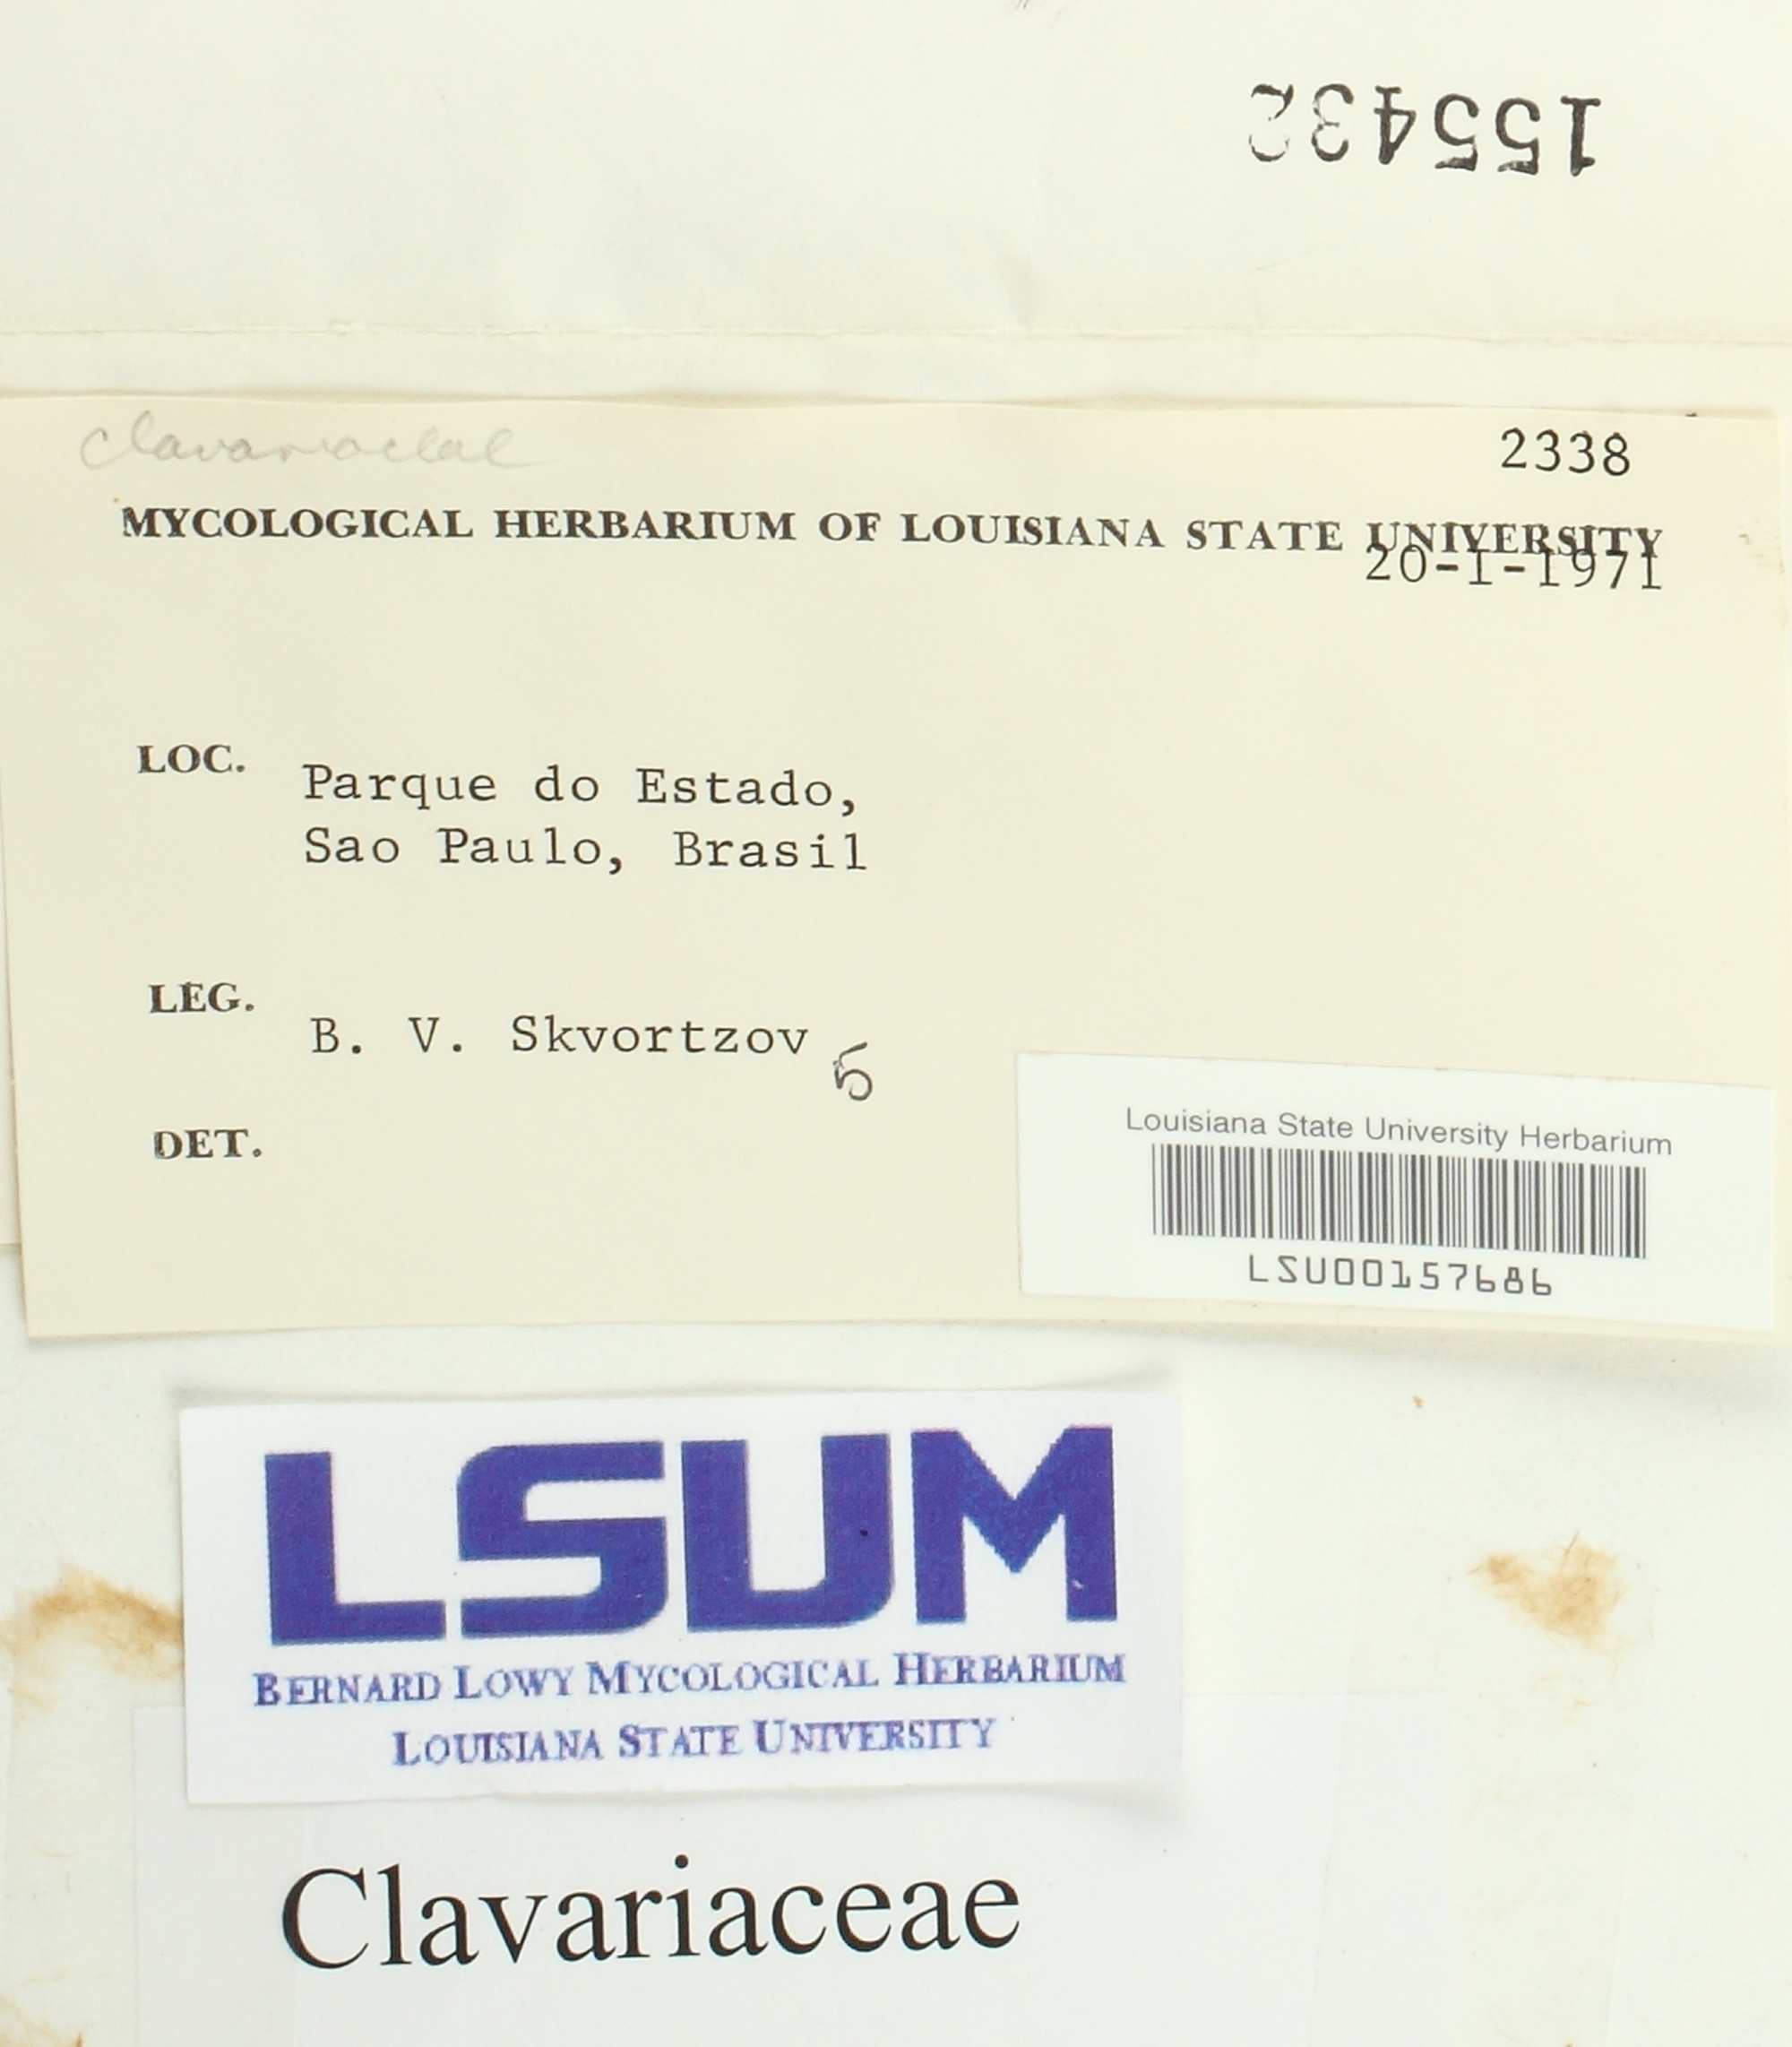 155432
Clavariaceae
2338
MYCOLOGICAL HERBARIUM OF LOUISIANA STATE UNIVERSITY
20-1-1971
LOC. Parque do Estado,
Sao Paulo, Brasil
LEG. B. V. Skvortzov 5
DET.
Louisiana State University Herbarium
LSU00157686
LSUM
BERNARD LOWY MYCOLOGICAL HERBARIUM
LOUISIANA STATE UNIVERSITY
Clavariaceae